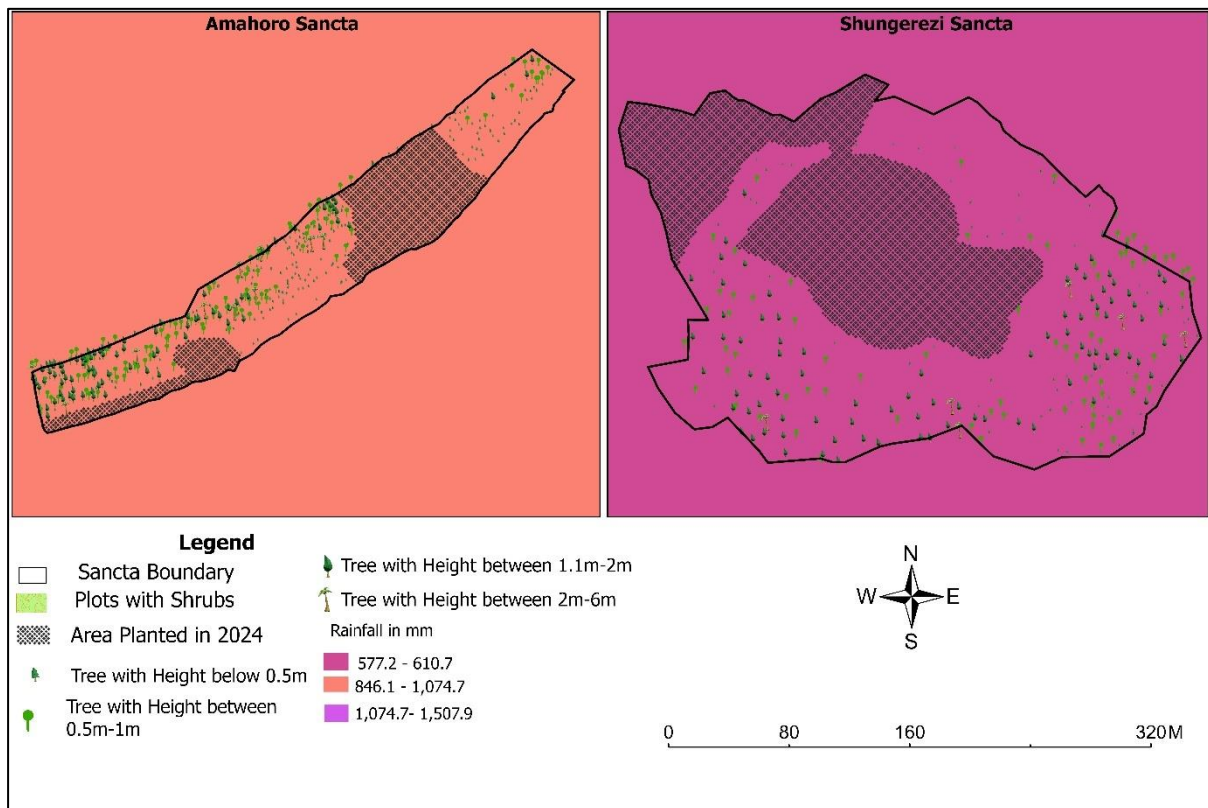 Amahoro Sancta
Shungerezi Sancta
Legend
Sancta Boundary
Plots with Shrubs
Area Planted in 2024
Tree with Height below 0.5m
Tree with Height between
0.5m-1m
Tree with Height between 1.1m-2m
Tree with Height between 2m-6m
Rainfall in mm
577.2 - 610.7
846.1 - 1,074.7
1,074.7- 1,507.9
N
W E
S
0 80 160 320M